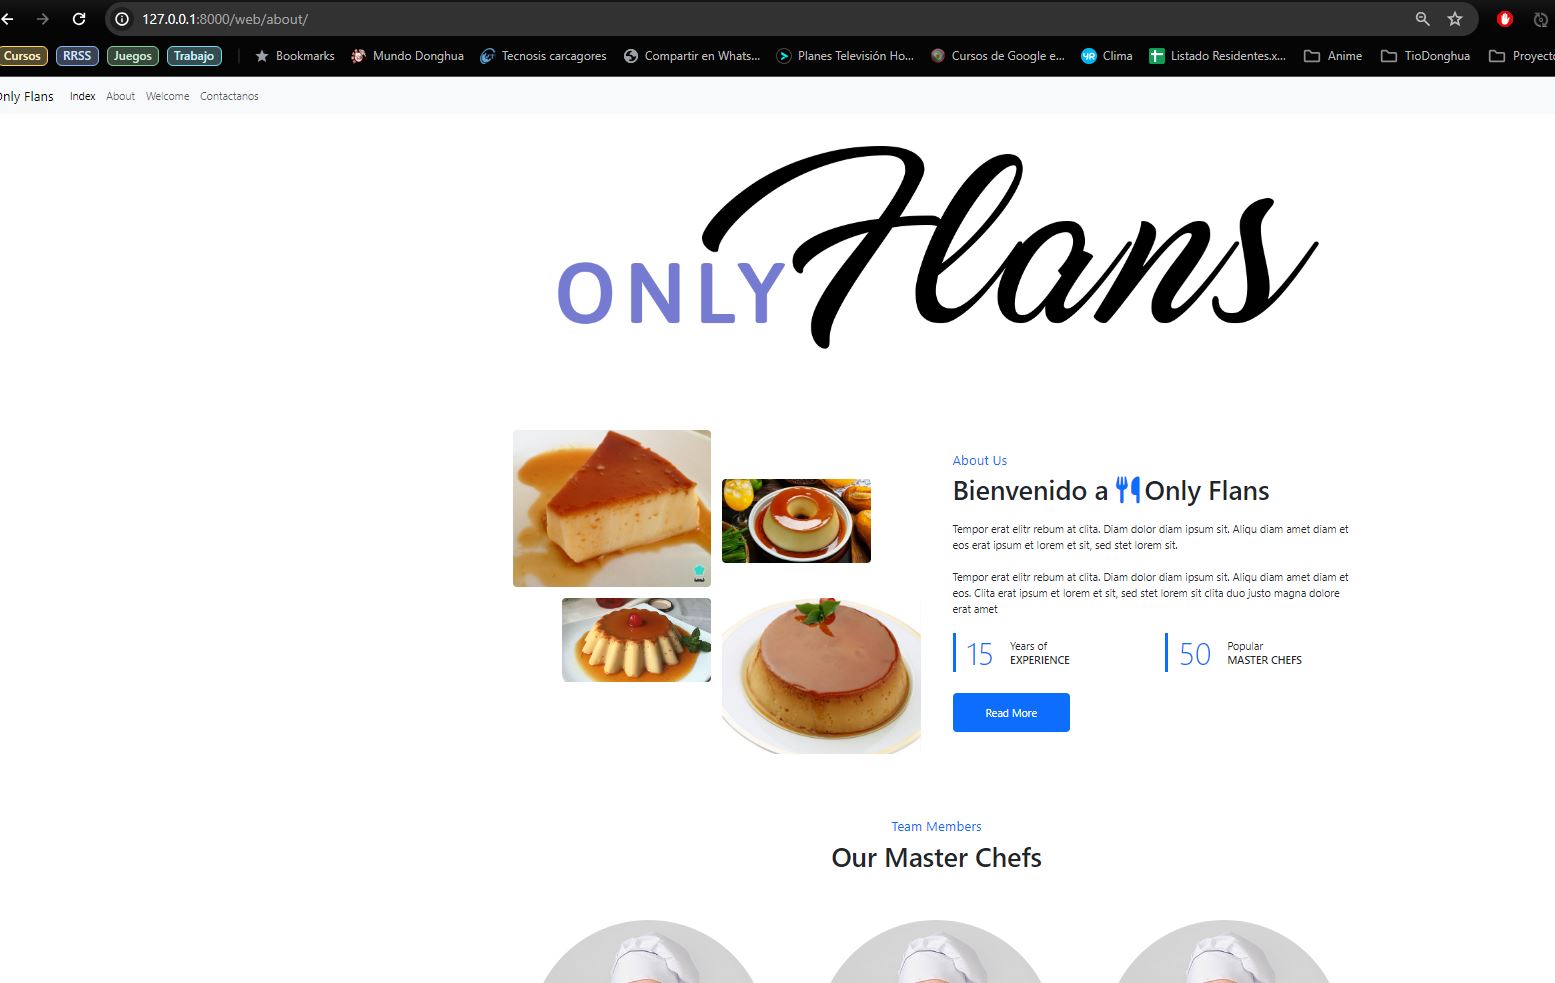 127.0.0.1:8000/web/about/
Cursos RRSS Juegos Trabajo Bookmarks Mundo Donghua Tecnosis carcagores Compartir en Whats... Planes Televisión Ho... Cursos de Google e... Clima Listado Residentes.x... Anime TioDonghua Proyecto
Only Flans Index About Welcome Contactanos
ONLY Flans
About Us
Bienvenido a Only Flans
Tempor erat elitr rebum at clita. Diam dolor diam ipsum sit. Aliqu diam amet diam et
eos erat ipsum et lorem et sit, sed stet lorem sit.
Tempor erat elitr rebum at clita. Diam dolor diam ipsum sit. Aliqu diam amet diam et
eos. Clita erat ipsum et lorem et sit, sed stet lorem sit clita duo justo magna dolore
erat amet
15 Years of
EXPERIENCE
50 Popular
MASTER CHEFS
Read More
Team Members
Our Master Chefs